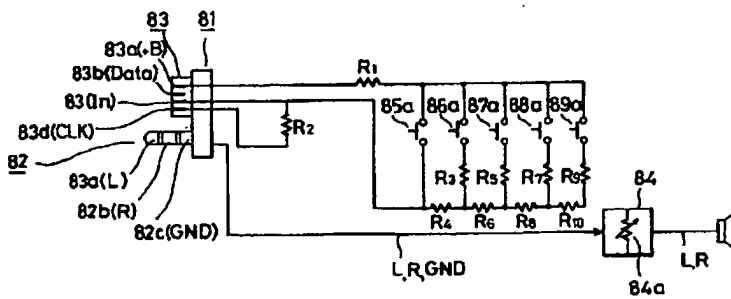 83
81
83a(+B)
83b(Data)
83(In)
83d(CLK)
82
83a(L)
82b(R)
82c(GND)
R1
R2
85a
86a
87a
88a
89a
R3
R5
R7
R9
R4
R6
R8
R10
L,R,GND
84
84a
L,R